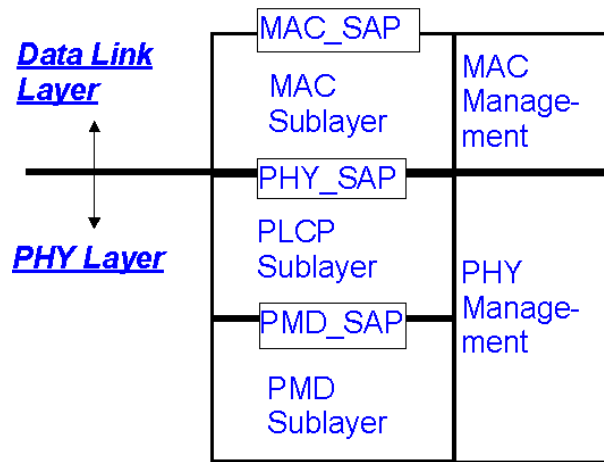 MAC_SAP
Data Link
Layer
MAC
Sublayer
MAC
Manage-
ment
PHY_SAP
PHY Layer
PLCP
Sublayer
PHY
Manage-
ment
PMD_SAP
PMD
Sublayer